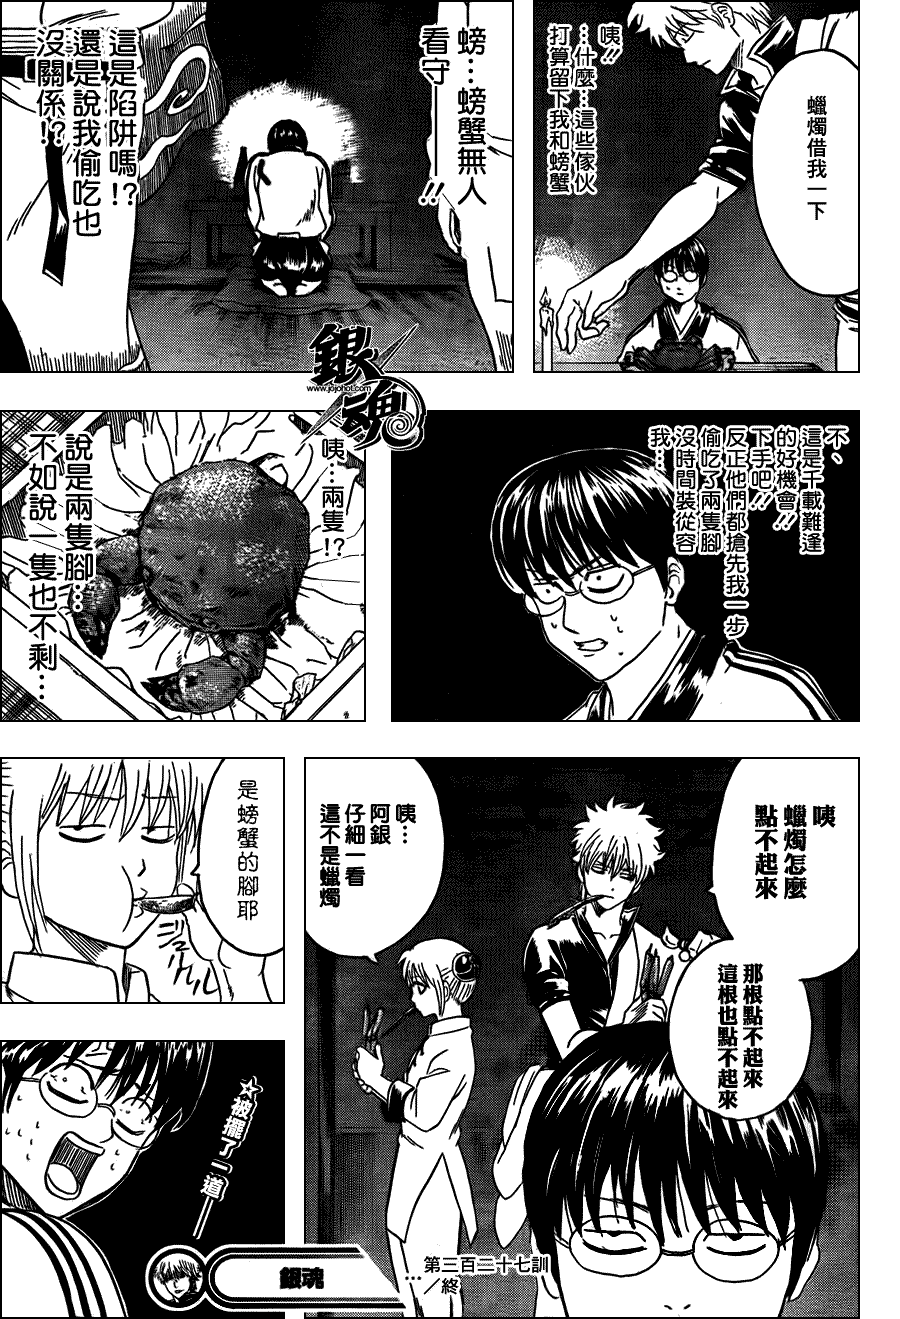 蠟燭借我一下
咦!!
…什麼…這些傢伙
打算留下我和螃蟹
螃…螃蟹無人
看守——!!
這是陷阱嗎!?
還是說我偷吃也
沒關係!?
銀魂
www.jojohot.com
不、
這是千載難逢
的好機會!!
下手吧!!
反正他們都搶先我一步
偷吃了兩隻腳
沒時間裝從容
我…
咦…兩隻!?
說是兩隻腳…
不如說一隻也不剩…
咦
蠟燭怎麼
點不起來
那根點不起來
這根也點不起來
咦…
阿銀
仔細一看
這不是蠟燭
是螃蟹的腳耶
☆被擺了一道——
銀魂
…第三百二十七訓
／終